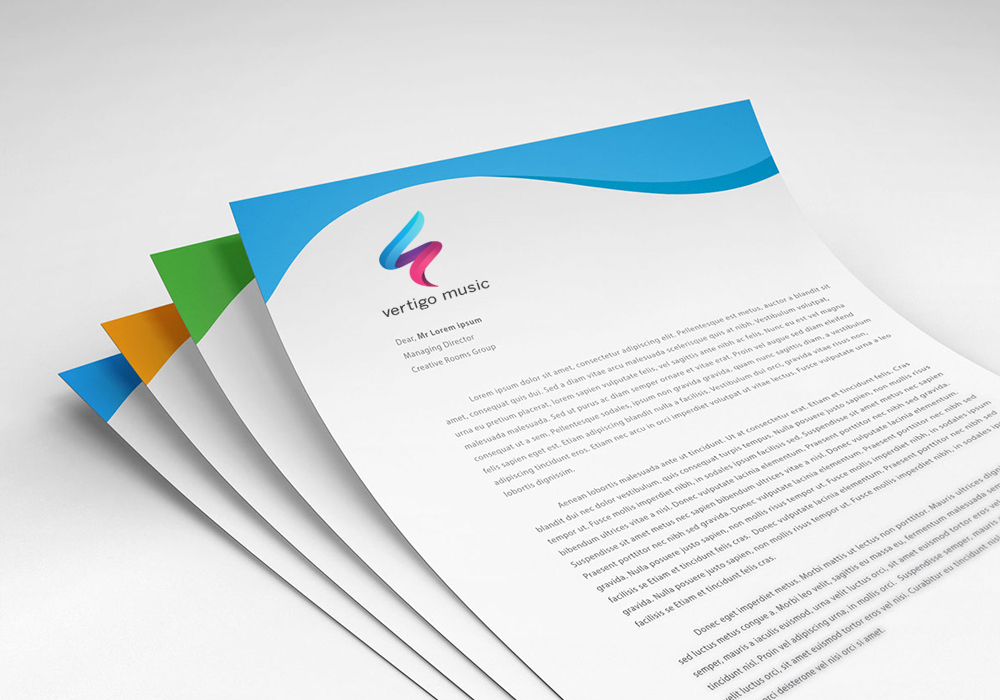 vertigo music
Dear, Mr Lorem ipsum
Managing Director
Creative Rooms Group
Lorem ipsum dolor sit amet, consectetur adipiscing elit. Pellentesque est metus, auctor a blandit sit
amet, consequat quis dui. Sed a diam vitae arcu malesuada scelerisque quis at nibh. Vestibulum volutpat,
urna eu pretium placerat, lorem sapien vulputate felis, vel sagittis ante nibh ac felis. Nunc eu est vel magna
malesuada malesuada. Sed ut purus ac diam semper ornare et vitae erat. Proin vel augue sed diam eleifend
consequat ut a sem. Pellentesque sodales, ipsum non gravida gravida, quam nunc sagittis diam, a vestibulum
felis sapien eget est. Etiam adipiscing blandit nulla a facilisis. Vestibulum dui orci, gravida vitae risus non,
adipiscing tincidunt eros. Etiam nec arcu in orci imperdiet volutpat ut vitae lectus. Fusce vulputate urna a leo
lobortis dignissim.
Aenean lobortis malesuada ante ut tincidunt. Ut at consectetur erat. Etiam et tincidunt felis. Cras
blandit dui nec dolor vestibulum, quis consequat turpis tempus. Nulla posuere justo sapien, non mollis risus
tempor ut. Fusce mollis imperdiet nibh, in sodales ipsum facilisis sed. Suspendisse sit amet metus nec sapien
bibendum ultrices vitae a nisl. Donec vulputate lacinia elementum. Praesent porttitor nec nibh sed gravida.
Suspendisse sit amet metus nec sapien bibendum ultrices vitae a nisl. Donec vulputate lacinia elementum.
Praesent porttitor nec nibh sed gravida. Donec vulputate lacinia elementum. Praesent porttitor nec nibh sed
gravida. Nulla posuere justo sapien, non mollis risus tempor ut. Fusce mollis imperdiet nibh, in sodales ipsum
facilisis se Etiam et tincidunt felis cras. Donec vulputate lacinia elementum. Praesent porttitor nec nibh sed
gravida. Nulla posuere justo sapien, non mollis risus tempor ut. Fusce mollis imperdiet nibh, in sodales
facilisis se Etiam et tincidunt felis cras.
Donec eget imperdiet metus. Morbi mattis ut lectus non porttitor. Mauris ultrices
sed luctus metus congue a. Morbi leo velit, sagittis eu massa eu, fermentum malesuada
semper, mauris a iaculis euismod, urna velit luctus orci, sit amet euismod tortor eros vel
tincidunt nisl. Proin vel adipiscing urna, in mollis orci. Suspendisse semper, mauris
velit luctus orci, sit amet euismod tortor eros vel nisi. Curabitur eu tincidunt
orci deisterone vel nisi orci si amet.